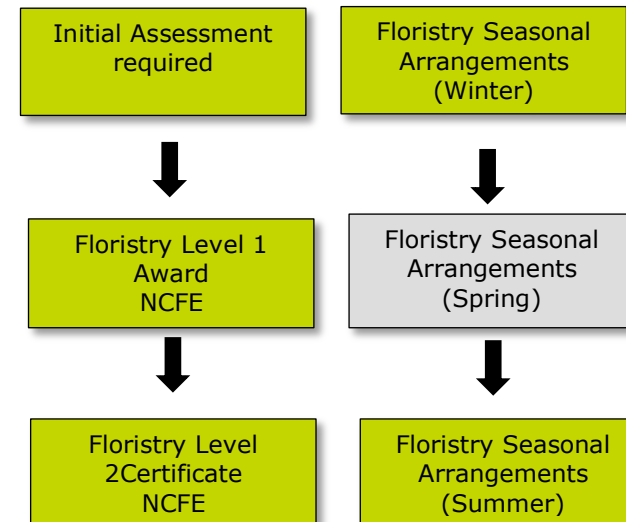 Initial Assessment
required
Floristry Seasonal
Arrangements
(Winter)
Floristry Level 1
Award
NCFE
Floristry Seasonal
Arrangements
(Spring)
Floristry Level
2Certificate
NCFE
Floristry Seasonal
Arrangements
(Summer)